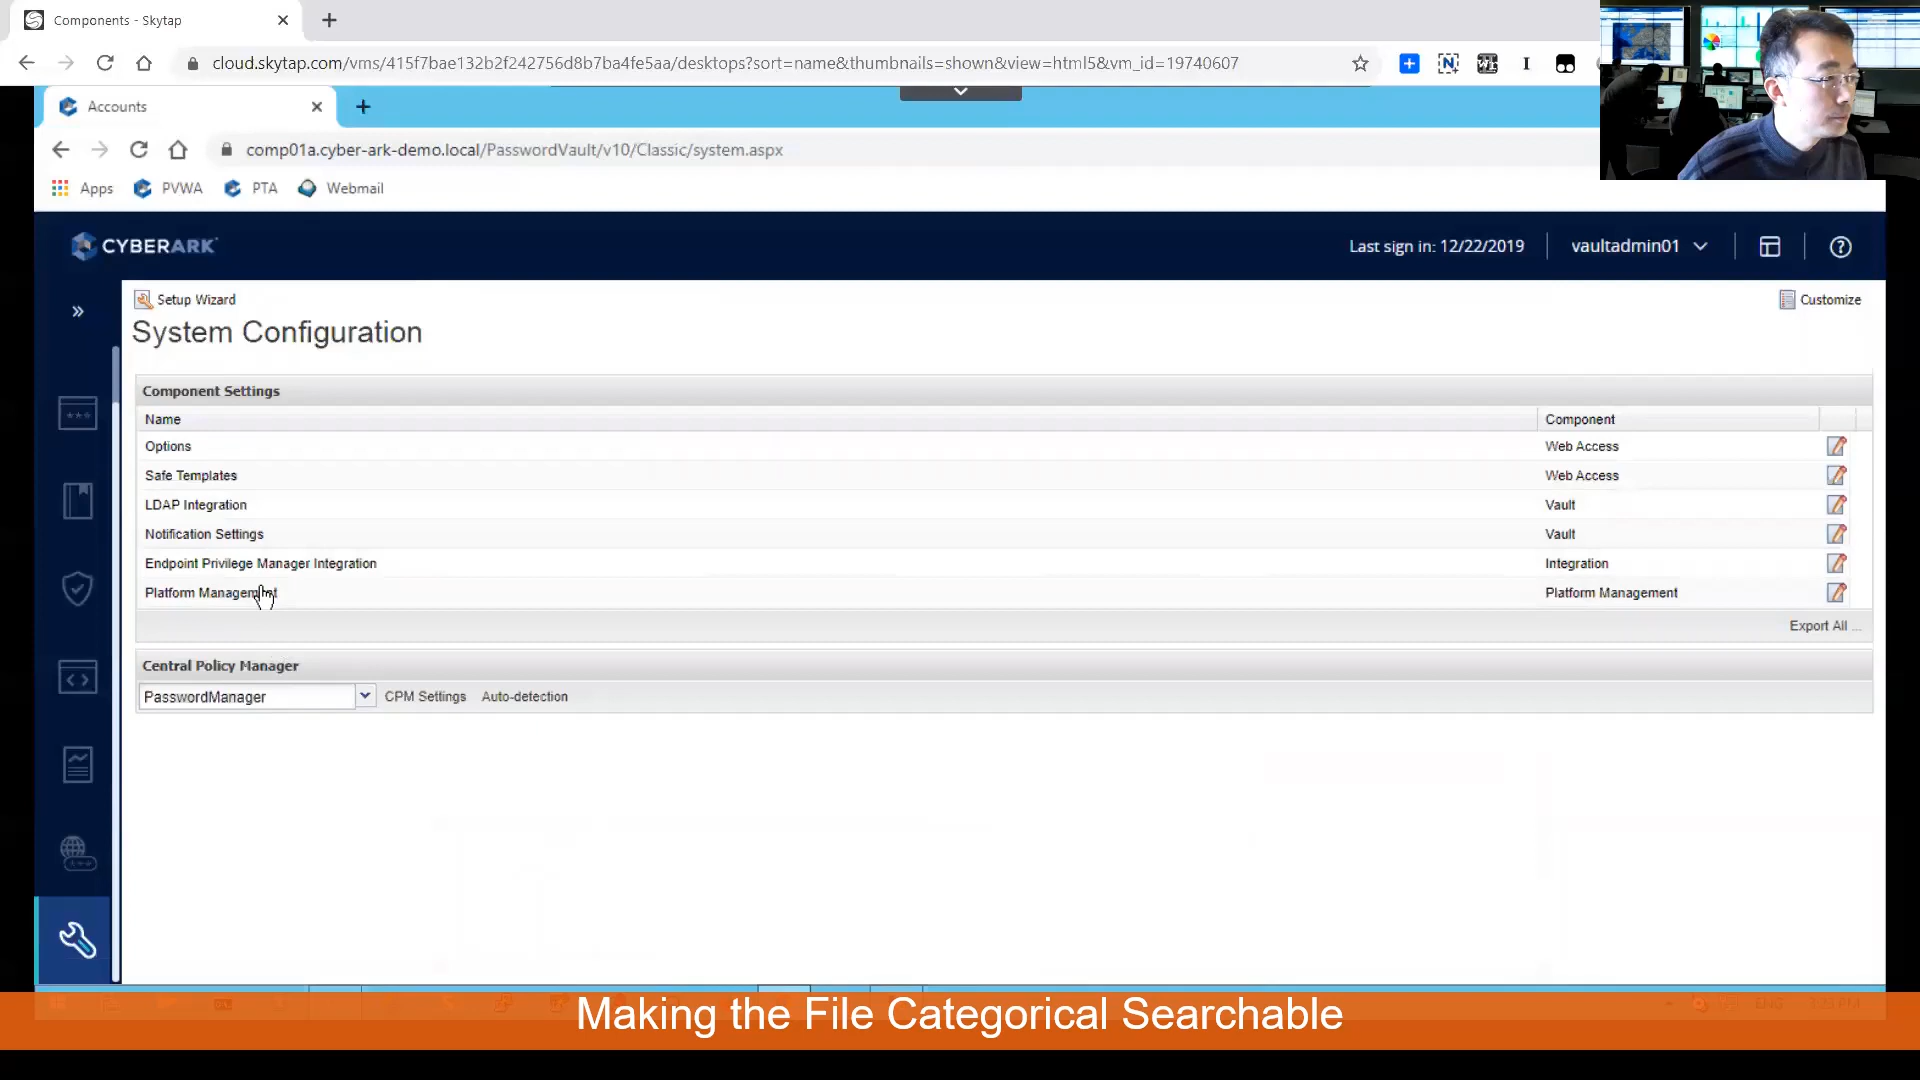 Components - Skytap
cloud.skytap.com/vms/415f7bae132b2f242756d8b7ba4fe5aa/desktops?sort=name&thumbnails=shown&view=html5&vm_id=19740607
Accounts
comp01a.cyber-ark-demo.local/PasswordVault/v10/Classic/system.aspx
Apps PVWA PTA Webmail
CYBERARK Last sign in: 12/22/2019 vaultadmin01
Setup Wizard Customize
System Configuration
Component Settings
Name Component
Options Web Access
Safe Templates Web Access
LDAP Integration Vault
Notification Settings Vault
Endpoint Privilege Manager Integration Integration
Platform Management Platform Management
Export All ...
Central Policy Manager
PasswordManager CPM Settings Auto-detection
Making the File Categorical Searchable